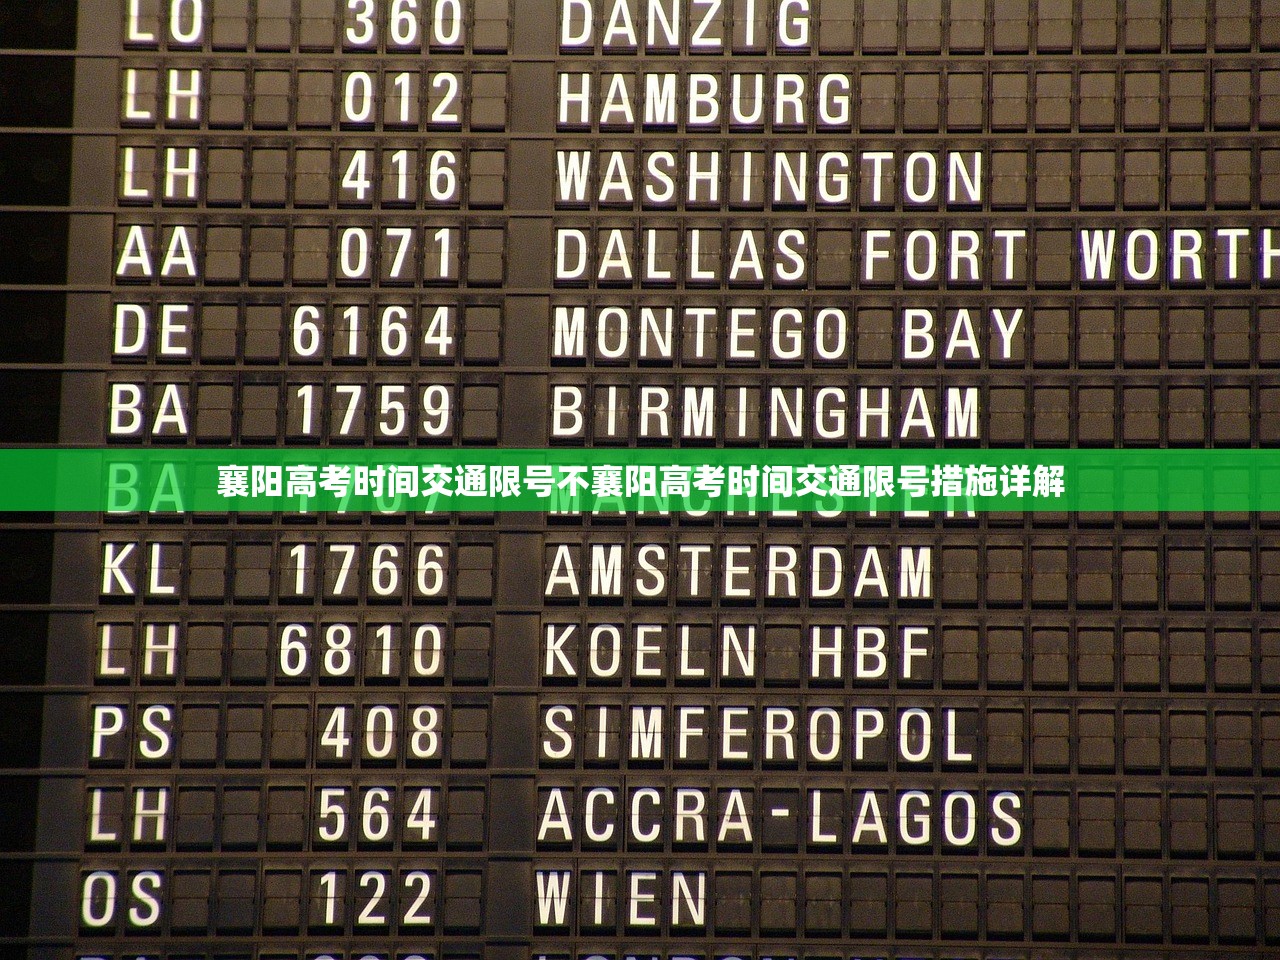 LO 360 DANZIG
LH 012 HAMBURG
LH 416 WASHINGTON
AA 071 DALLAS FORT WORTH
DE 6164 MONTEGO BAY
BA 1759 BIRMINGHAM
襄阳高考时间交通限号不襄阳高考时间交通限号措施详解
BA MANCHESTER
KL 1766 AMSTERDAM
LH 6810 KOELN HBF
PS 408 SIMFEROPOL
LH 564 ACCRA-LAGOS
OS 122 WIEN